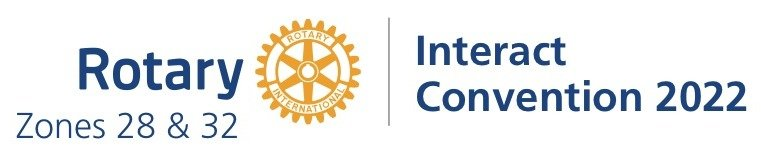 Rotary
Zones 28 & 32
ROTARY
INTERNATIONAL
Interact
Convention 2022